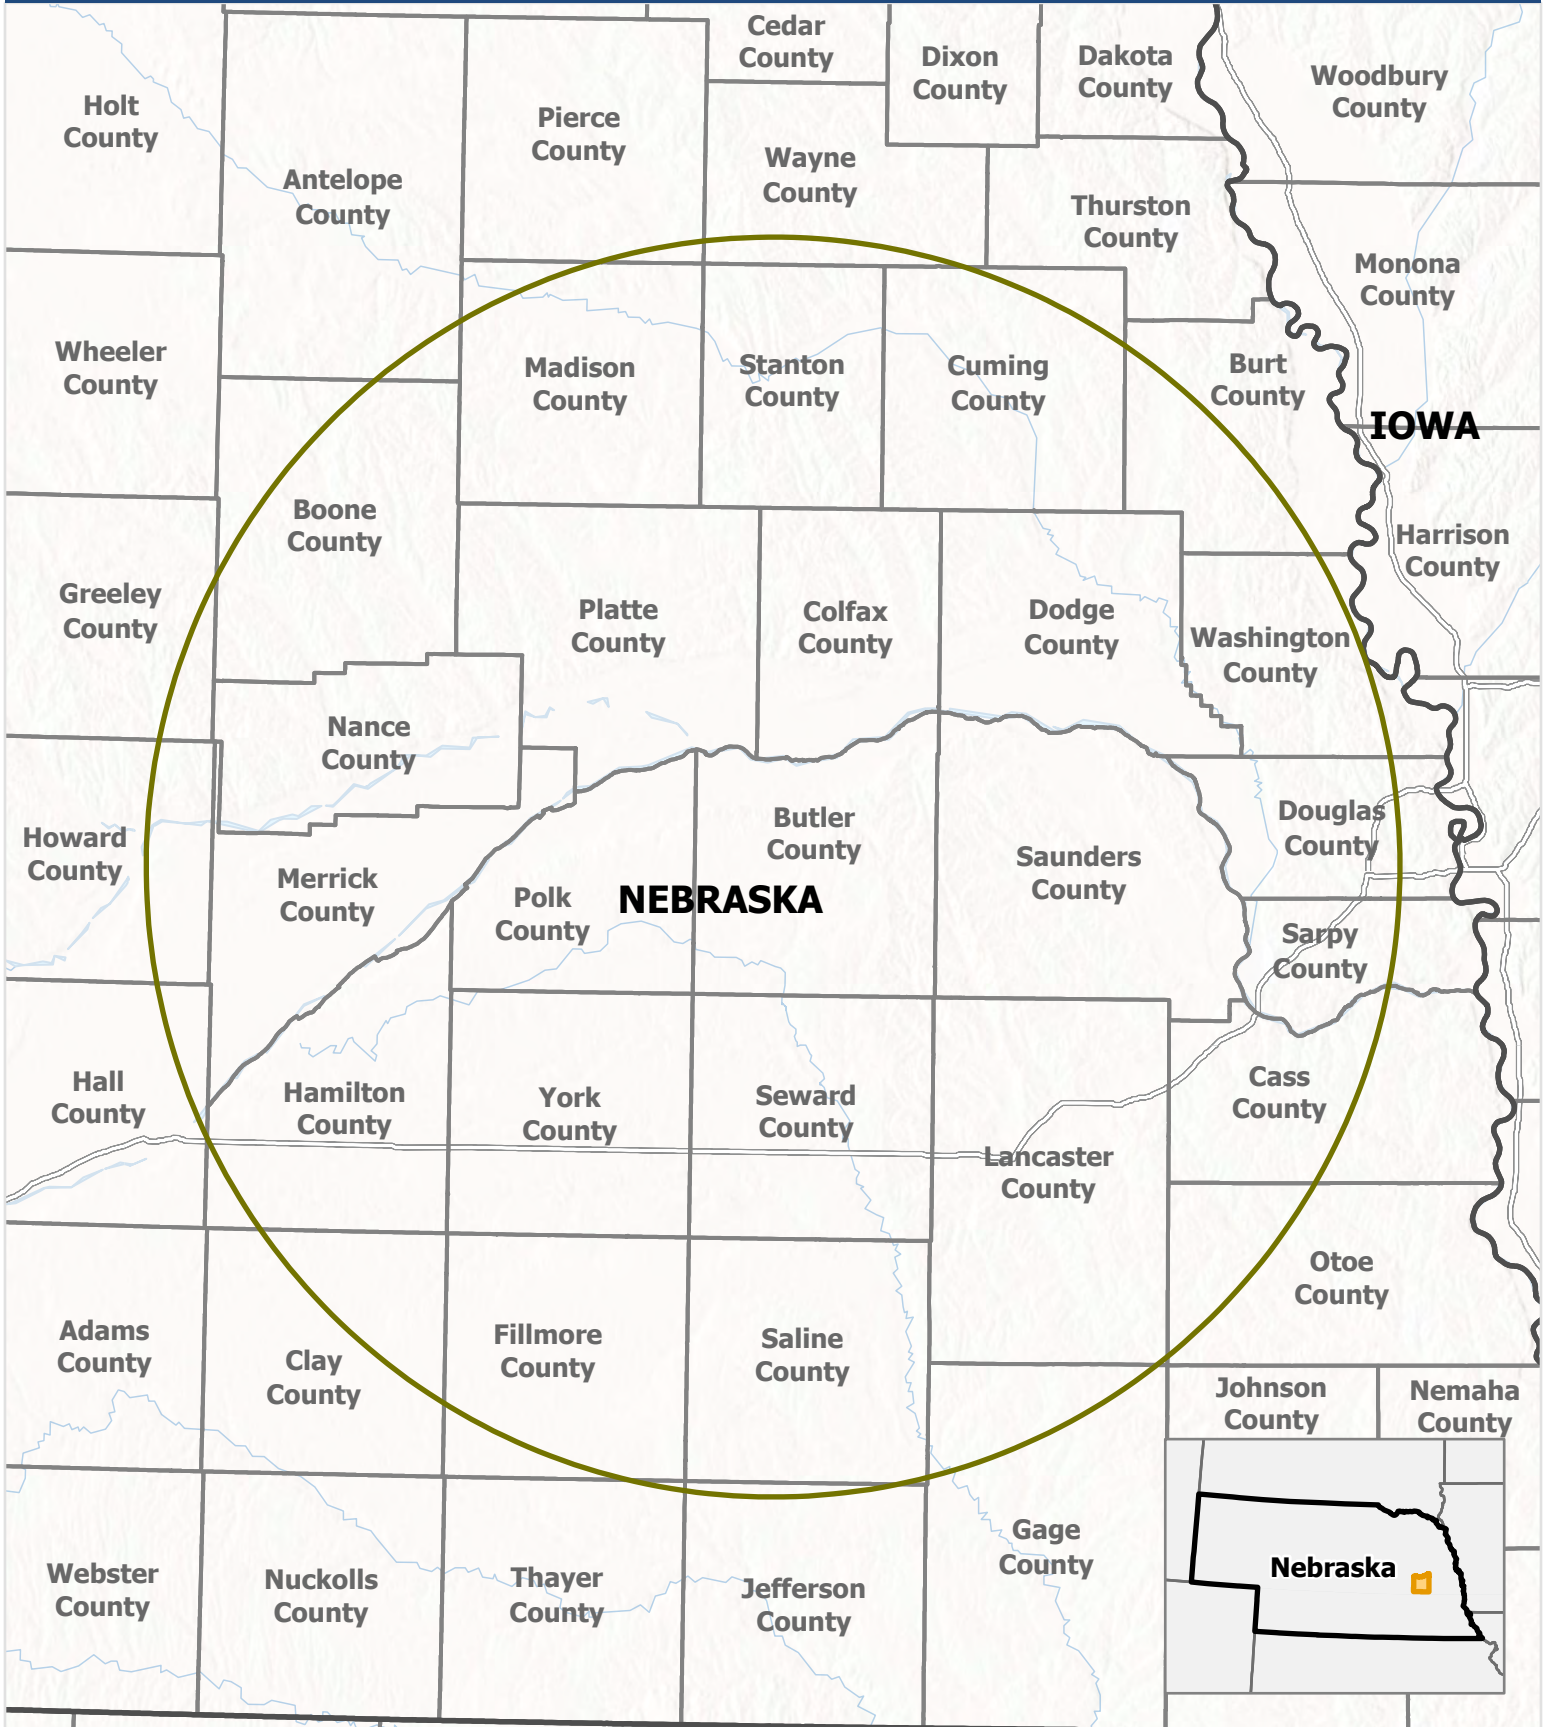 Cedar
County
Dixon
County
Dakota
County
Woodbury
County
Holt
County
Pierce
County
Wayne
County
Antelope
County
Thurston
County
Monona
County
Wheeler
County
Madison
County
Stanton
County
Cuming
County
Burt
County
IOWA
Boone
County
Harrison
County
Greeley
County
Platte
County
Colfax
County
Dodge
County
Washington
County
Nance
County
Howard
County
Merrick
County
Polk
County
NEBRASKA
Butler
County
Saunders
County
Douglas
County
Sarpy
County
Hall
County
Hamilton
County
York
County
Seward
County
Cass
County
Lancaster
County
Otoe
County
Adams
County
Clay
County
Fillmore
County
Saline
County
Johnson
County
Nemaha
County
Webster
County
Nuckolls
County
Thayer
County
Jefferson
County
Gage
County
Nebraska